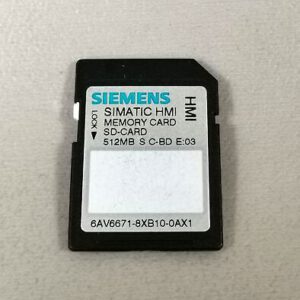 SIEMENS
SIMATIC HMI
MEMORY CARD
SD-CARD
512MB S C-BD E:03
6AV6671-8XB10-0AX1
LOCK
HMI